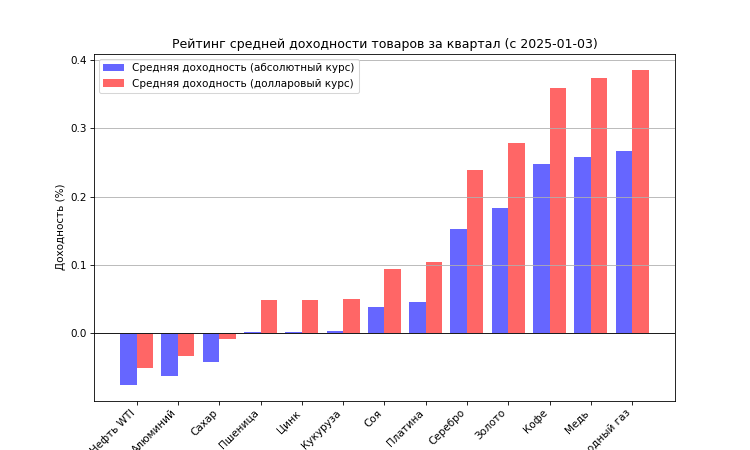 Рейтинг средней доходности товаров за квартал (с 2025-01-03)
Средняя доходность (абсолютный курс)
Средняя доходность (долларовый курс)
Доходность (%)
0.4
0.3
0.2
0.1
0.0
Нефть WTI
Алюминий
Сахар
Пшеница
Цинк
Кукуруза
Соя
Платина
Серебро
Золото
Кофе
Медь
одный газ